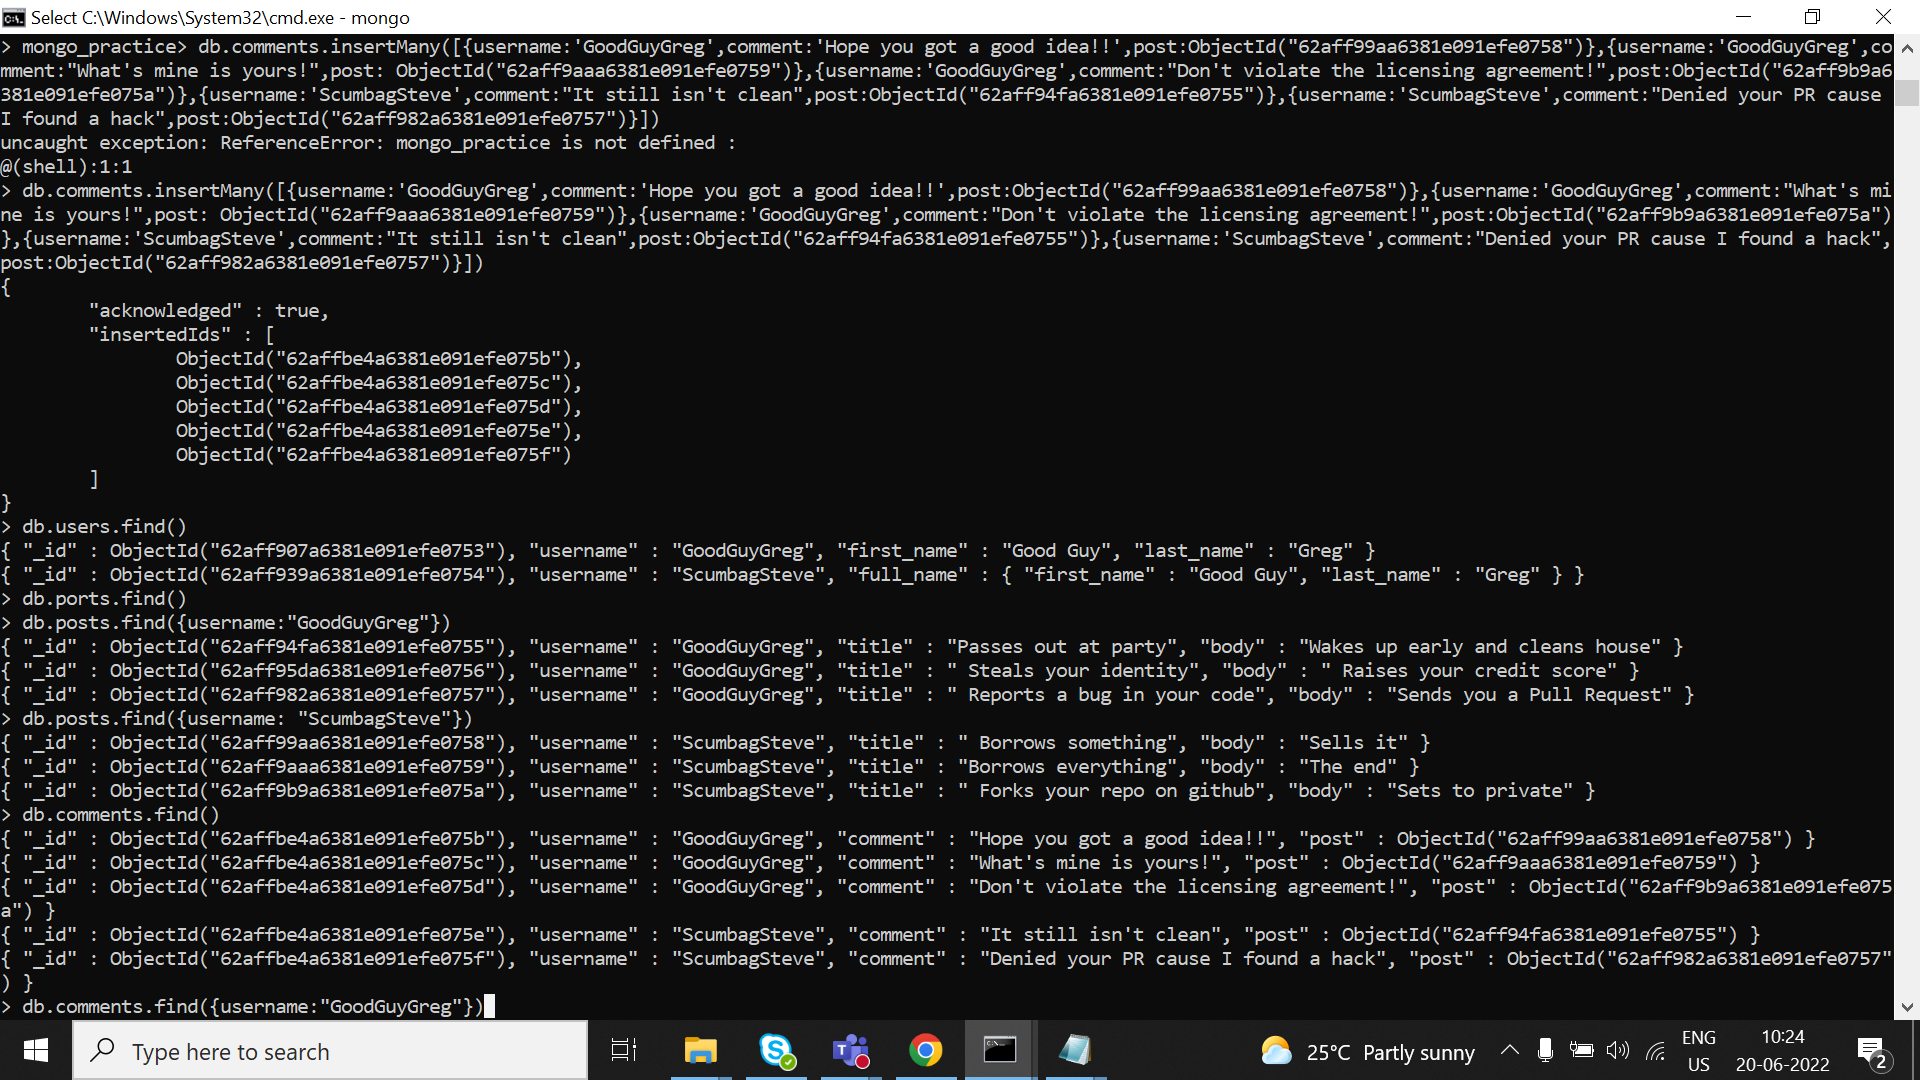 Select C:\Windows\System32\cmd.exe - mongo
> mongo_practice> db.comments.insertMany([{username:'GoodGuyGreg',comment:'Hope you got a good idea!!',post:ObjectId("62aff99aa6381e091efe0758")},{username:'GoodGuyGreg',co
mment:"What's mine is yours!",post: ObjectId("62aff9aaa6381e091efe0759")},{username:'GoodGuyGreg',comment:"Don't violate the licensing agreement!",post:ObjectId("62aff9b9a6
381e091efe075a")},{username:'ScumbagSteve',comment:"It still isn't clean",post:ObjectId("62aff94fa6381e091efe0755")},{username:'ScumbagSteve',comment:"Denied your PR cause
I found a hack",post:ObjectId("62aff982a6381e091efe0757")}])
uncaught exception: ReferenceError: mongo_practice is not defined :
@(shell):1:1
> db.comments.insertMany([{username:'GoodGuyGreg',comment:'Hope you got a good idea!!',post:ObjectId("62aff99aa6381e091efe0758")},{username:'GoodGuyGreg',comment:"What's mi
ne is yours!",post: ObjectId("62aff9aaa6381e091efe0759")},{username:'GoodGuyGreg',comment:"Don't violate the licensing agreement!",post:ObjectId("62aff9b9a6381e091efe075a")
},{username:'ScumbagSteve',comment:"It still isn't clean",post:ObjectId("62aff94fa6381e091efe0755")},{username:'ScumbagSteve',comment:"Denied your PR cause I found a hack",
post:ObjectId("62aff982a6381e091efe0757")}])
{
"acknowledged" : true,
"insertedIds" : [
ObjectId("62affbe4a6381e091efe075b"),
ObjectId("62affbe4a6381e091efe075c"),
ObjectId("62affbe4a6381e091efe075d"),
ObjectId("62affbe4a6381e091efe075e"),
ObjectId("62affbe4a6381e091efe075f")
]
}
> db.users.find()
{ "_id" : ObjectId("62aff907a6381e091efe0753"), "username" : "GoodGuyGreg", "first_name" : "Good Guy", "last_name" : "Greg" }
{ "_id" : ObjectId("62aff939a6381e091efe0754"), "username" : "ScumbagSteve", "full_name" : { "first_name" : "Good Guy", "last_name" : "Greg" } }
> db.ports.find()
> db.posts.find({username:"GoodGuyGreg"})
{ "_id" : ObjectId("62aff94fa6381e091efe0755"), "username" : "GoodGuyGreg", "title" : "Passes out at party", "body" : "Wakes up early and cleans house" }
{ "_id" : ObjectId("62aff95da6381e091efe0756"), "username" : "GoodGuyGreg", "title" : " Steals your identity", "body" : " Raises your credit score" }
{ "_id" : ObjectId("62aff982a6381e091efe0757"), "username" : "GoodGuyGreg", "title" : " Reports a bug in your code", "body" : "Sends you a Pull Request" }
> db.posts.find({username: "ScumbagSteve"})
{ "_id" : ObjectId("62aff99aa6381e091efe0758"), "username" : "ScumbagSteve", "title" : " Borrows something", "body" : "Sells it" }
{ "_id" : ObjectId("62aff9aaa6381e091efe0759"), "username" : "ScumbagSteve", "title" : "Borrows everything", "body" : "The end" }
{ "_id" : ObjectId("62aff9b9a6381e091efe075a"), "username" : "ScumbagSteve", "title" : " Forks your repo on github", "body" : "Sets to private" }
> db.comments.find()
{ "_id" : ObjectId("62affbe4a6381e091efe075b"), "username" : "GoodGuyGreg", "comment" : "Hope you got a good idea!!", "post" : ObjectId("62aff99aa6381e091efe0758") }
{ "_id" : ObjectId("62affbe4a6381e091efe075c"), "username" : "GoodGuyGreg", "comment" : "What's mine is yours!", "post" : ObjectId("62aff9aaa6381e091efe0759") }
{ "_id" : ObjectId("62affbe4a6381e091efe075d"), "username" : "GoodGuyGreg", "comment" : "Don't violate the licensing agreement!", "post" : ObjectId("62aff9b9a6381e091efe075
a") }
{ "_id" : ObjectId("62affbe4a6381e091efe075e"), "username" : "ScumbagSteve", "comment" : "It still isn't clean", "post" : ObjectId("62aff94fa6381e091efe0755") }
{ "_id" : ObjectId("62affbe4a6381e091efe075f"), "username" : "ScumbagSteve", "comment" : "Denied your PR cause I found a hack", "post" : ObjectId("62aff982a6381e091efe0757"
) }
> db.comments.find({username:"GoodGuyGreg"})
Type here to search
25°C Partly sunny
ENG
US
10:24
20-06-2022
2